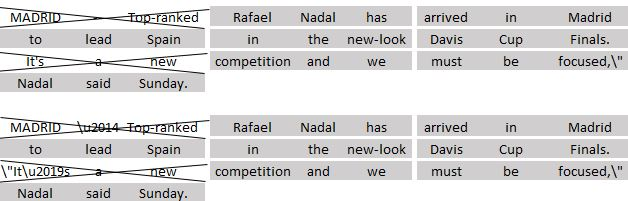 MADRID - Top-ranked Rafael Nadal has arrived in Madrid
to lead Spain in the new-look Davis Cup Finals.
It's a new competition and we must be focused,\"
Nadal said Sunday.
MADRID \u2014 Top-ranked Rafael Nadal has arrived in Madrid
to lead Spain in the new-look Davis Cup Finals.
\"It\u2019s a new competition and we must be focused,\"
Nadal said Sunday.